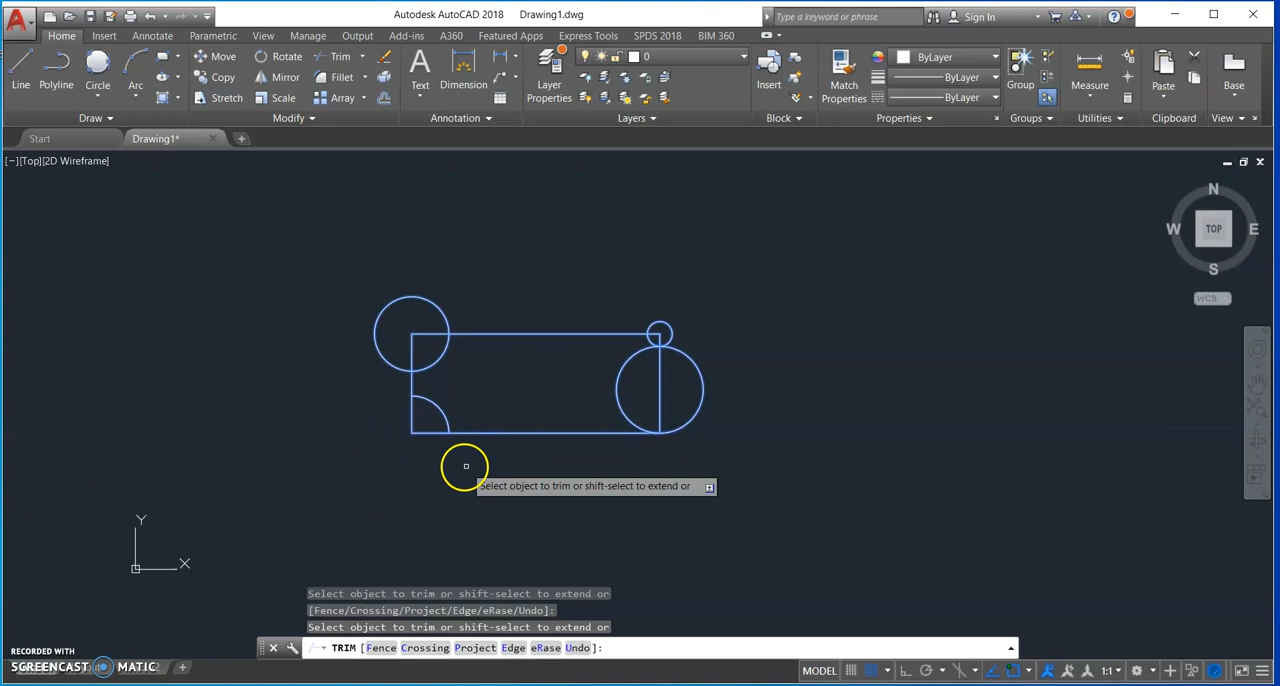 Autodesk AutoCAD 2018 Drawing1.dwg
Type a keyword or phrase
Sign In
Home Insert Annotate Parametric View Manage Output Add-ins A360 Featured Apps Express Tools SPDS 2018 BIM 360
Line Polyline Circle Arc
Move Rotate Trim
Copy Mirror Fillet
Stretch Scale Array
Text Dimension
Layer Properties
0
Insert
Match Properties
ByLayer
ByLayer
ByLayer
Group
Measure
Paste
Base
Draw Modify Annotation Layers Block Properties Groups Utilities Clipboard View
Start Drawing1*
[−][Top][2D Wireframe]
N
W TOP E
S
WCS
Select object to trim or shift-select to extend or
Y
X
Select object to trim or shift-select to extend or
[Fence/Crossing/Project/Edge/eRase/Undo]:
Select object to trim or shift-select to extend or
TRIM [Fence Crossing Project Edge eRase Undo]:
RECORDED WITH
SCREENCAST MATIC
MODEL 1:1